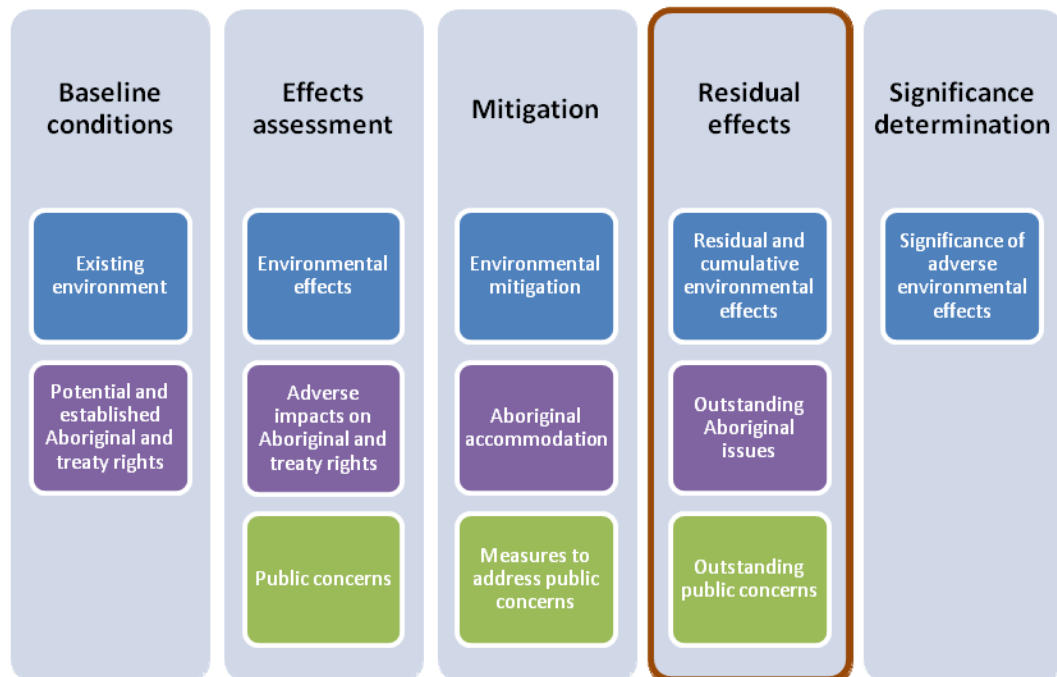 Baseline
conditions
Existing
environment
Potential and
established
Aboriginal and
treaty rights
Effects
assessment
Environmental
effects
Adverse
impacts on
Aboriginal and
treaty rights
Public concerns
Mitigation
Environmental
mitigation
Aboriginal
accommodation
Measures to
address public
concerns
Residual
effects
Residual and
cumulative
environmental
effects
Outstanding
Aboriginal
issues
Outstanding
public concerns
Significance
determination
Significance of
adverse
environmental
effects